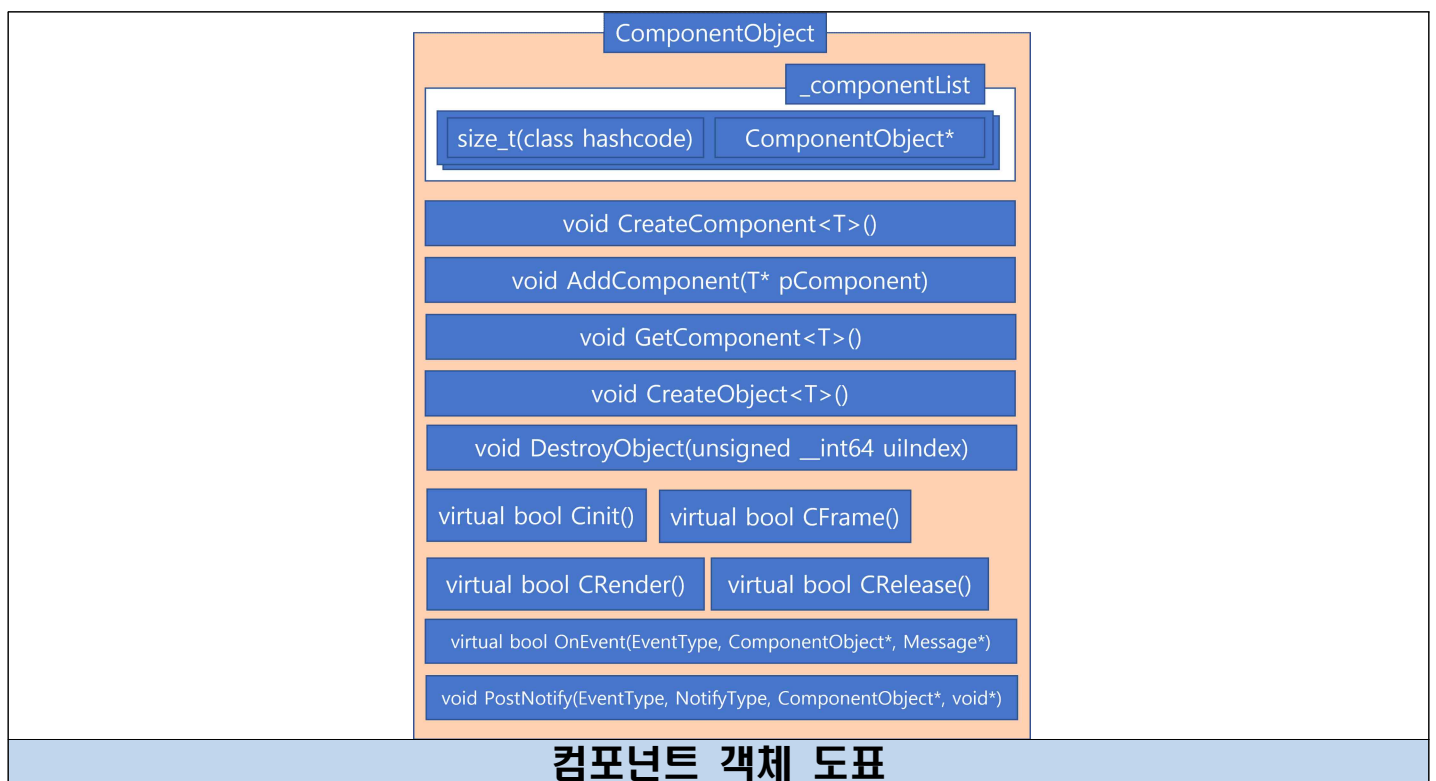 ComponentObject
_componentList
size_t(class hashcode) ComponentObject*
void CreateComponent<T>()
void AddComponent(T* pComponent)
void GetComponent<T>()
void CreateObject<T>()
void DestroyObject(unsigned __int64 uiIndex)
virtual bool Cinit() virtual bool CFrame()
virtual bool CRender() virtual bool CRelease()
virtual bool OnEvent(EventType, ComponentObject*, Message*)
void PostNotify(EventType, NotifyType, ComponentObject*, void*)
컴포넌트 객체 도표